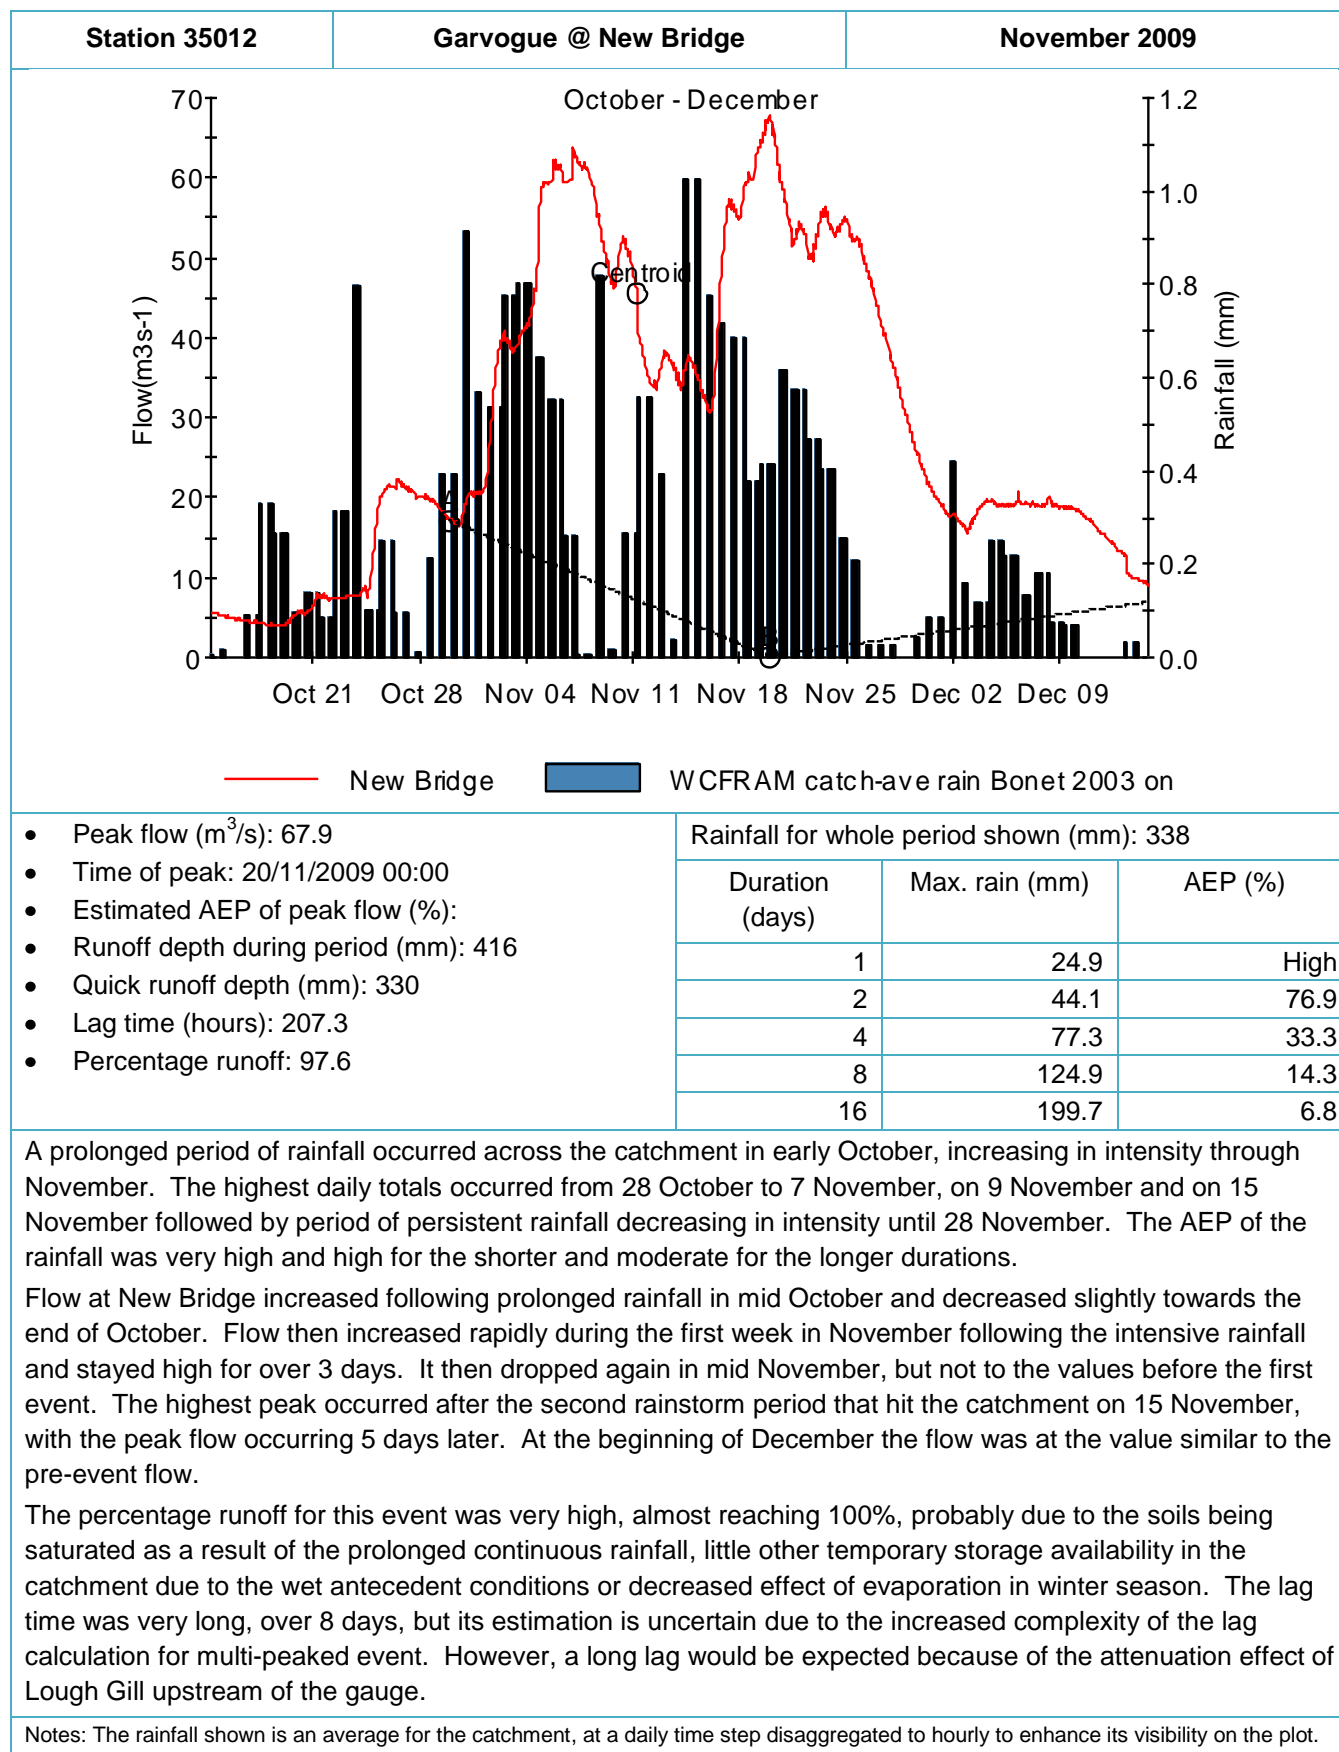 Station 35012
Garvogue @ New Bridge
November 2009
October - December
70
60
50
40
30
20
10
0
Flow(m3s-1)
1.2
1.0
0.8
0.6
0.4
0.2
0.0
Rainfall (mm)
Centroid
A
B
Oct 21 Oct 28 Nov 04 Nov 11 Nov 18 Nov 25 Dec 02 Dec 09
New Bridge
WCFRAM catch-ave rain Bonet 2003 on
• Peak flow (m3/s): 67.9
• Time of peak: 20/11/2009 00:00
• Estimated AEP of peak flow (%):
• Runoff depth during period (mm): 416
• Quick runoff depth (mm): 330
• Lag time (hours): 207.3
• Percentage runoff: 97.6
Rainfall for whole period shown (mm): 338
Duration (days) Max. rain (mm) AEP (%)
1 24.9 High
2 44.1 76.9
4 77.3 33.3
8 124.9 14.3
16 199.7 6.8
A prolonged period of rainfall occurred across the catchment in early October, increasing in intensity through
November. The highest daily totals occurred from 28 October to 7 November, on 9 November and on 15
November followed by period of persistent rainfall decreasing in intensity until 28 November. The AEP of the
rainfall was very high and high for the shorter and moderate for the longer durations.
Flow at New Bridge increased following prolonged rainfall in mid October and decreased slightly towards the
end of October. Flow then increased rapidly during the first week in November following the intensive rainfall
and stayed high for over 3 days. It then dropped again in mid November, but not to the values before the first
event. The highest peak occurred after the second rainstorm period that hit the catchment on 15 November,
with the peak flow occurring 5 days later. At the beginning of December the flow was at the value similar to the
pre-event flow.
The percentage runoff for this event was very high, almost reaching 100%, probably due to the soils being
saturated as a result of the prolonged continuous rainfall, little other temporary storage availability in the
catchment due to the wet antecedent conditions or decreased effect of evaporation in winter season. The lag
time was very long, over 8 days, but its estimation is uncertain due to the increased complexity of the lag
calculation for multi-peaked event. However, a long lag would be expected because of the attenuation effect of
Lough Gill upstream of the gauge.
Notes: The rainfall shown is an average for the catchment, at a daily time step disaggregated to hourly to enhance its visibility on the plot.